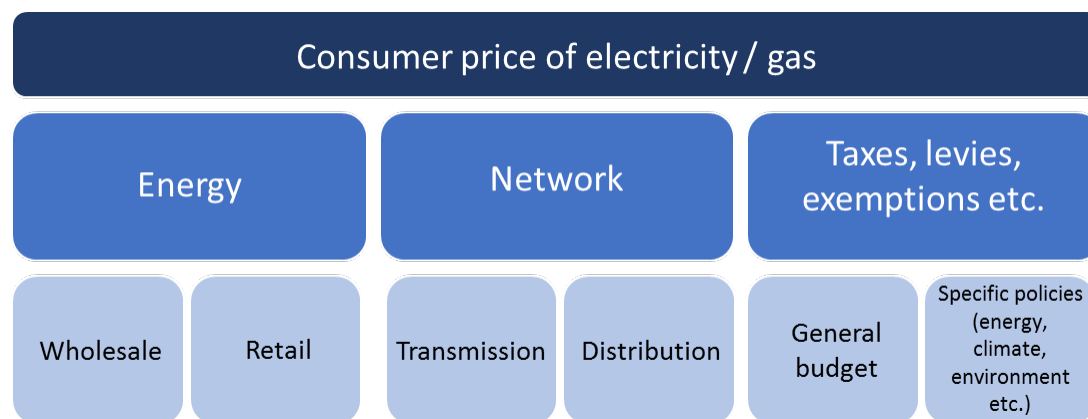 Consumer price of electricity / gas
Energy
Network
Taxes, levies,
exemptions etc.
Wholesale
Retail
Transmission
Distribution
General
budget
Specific policies
(energy,
climate,
environment
etc.)